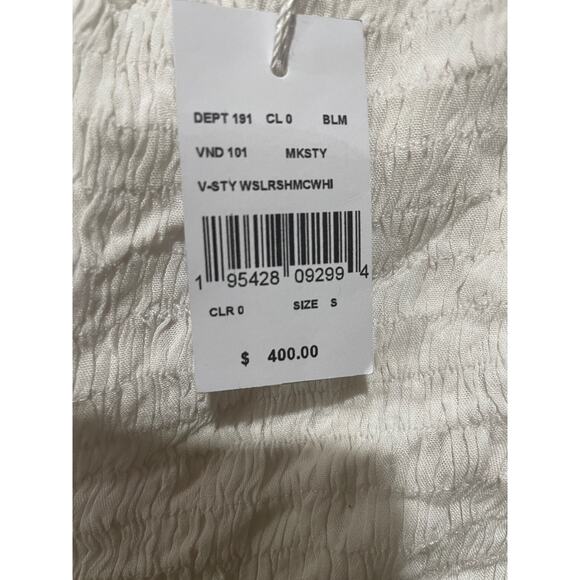 DEPT 191 CL 0 BLM
VND 101 MKSTY
V-STY WSLRSHMCWHI
1 95428 09299 4
CLR 0 SIZE S
$ 400.00